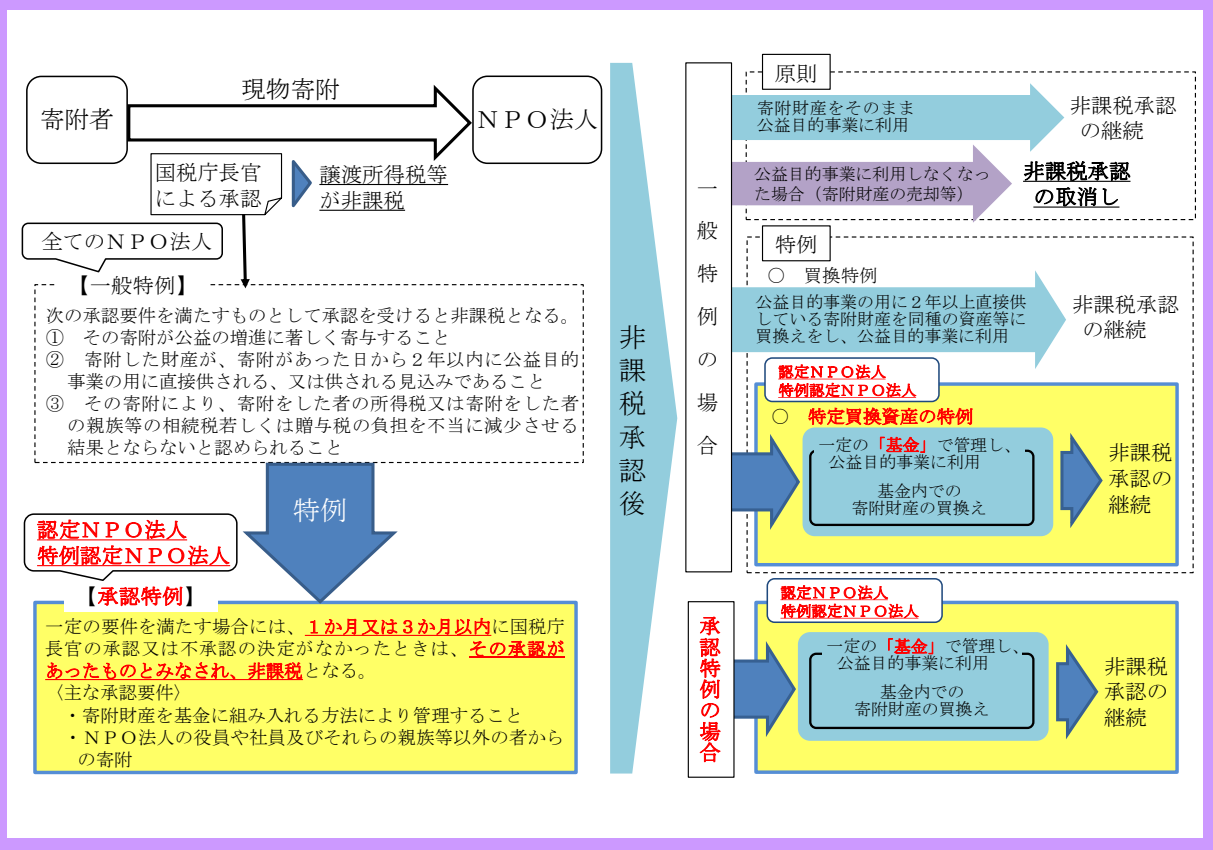 現物寄附
寄附者
ＮＰＯ法人
国税庁長官
による承認
譲渡所得税等
が非課税
全てのＮＰＯ法人
【一般特例】
次の承認要件を満たすものとして承認を受けると非課税となる。
①　その寄附が公益の増進に著しく寄与すること
②　寄附した財産が、寄附があった日から２年以内に公益目的
事業の用に直接供される、又は供される見込みであること
③　その寄附により、寄附をした者の所得税又は寄附をした者
の親族等の相続税若しくは贈与税の負担を不当に減少させる
結果とならないと認められること
特例
認定ＮＰＯ法人
特例認定ＮＰＯ法人
【承認特例】
一定の要件を満たす場合には、１か月又は３か月以内に国税庁
長官の承認又は不承認の決定がなかったときは、その承認が
あったものとみなされ、非課税となる。
〈主な承認要件〉
・寄附財産を基金に組み入れる方法により管理すること
・ＮＰＯ法人の役員や社員及びそれらの親族等以外の者から
の寄附
非課税承認後
一般特例の場合
原則
寄附財産をそのまま
公益目的事業に利用
非課税承認
の継続
公益目的事業に利用しなくなっ
た場合（寄附財産の売却等）
非課税承認
の取消し
特例
○　買換特例
公益目的事業の用に２年以上直接供
している寄附財産を同種の資産等に
買換えをし、公益目的事業に利用
非課税承認
の継続
認定ＮＰＯ法人
特例認定ＮＰＯ法人
○　特定買換資産の特例
一定の「基金」で管理し、
公益目的事業に利用
基金内での
寄附財産の買換え
非課税
承認の
継続
承認特例の場合
認定ＮＰＯ法人
特例認定ＮＰＯ法人
一定の「基金」で管理し、
公益目的事業に利用
基金内での
寄附財産の買換え
非課税
承認の
継続